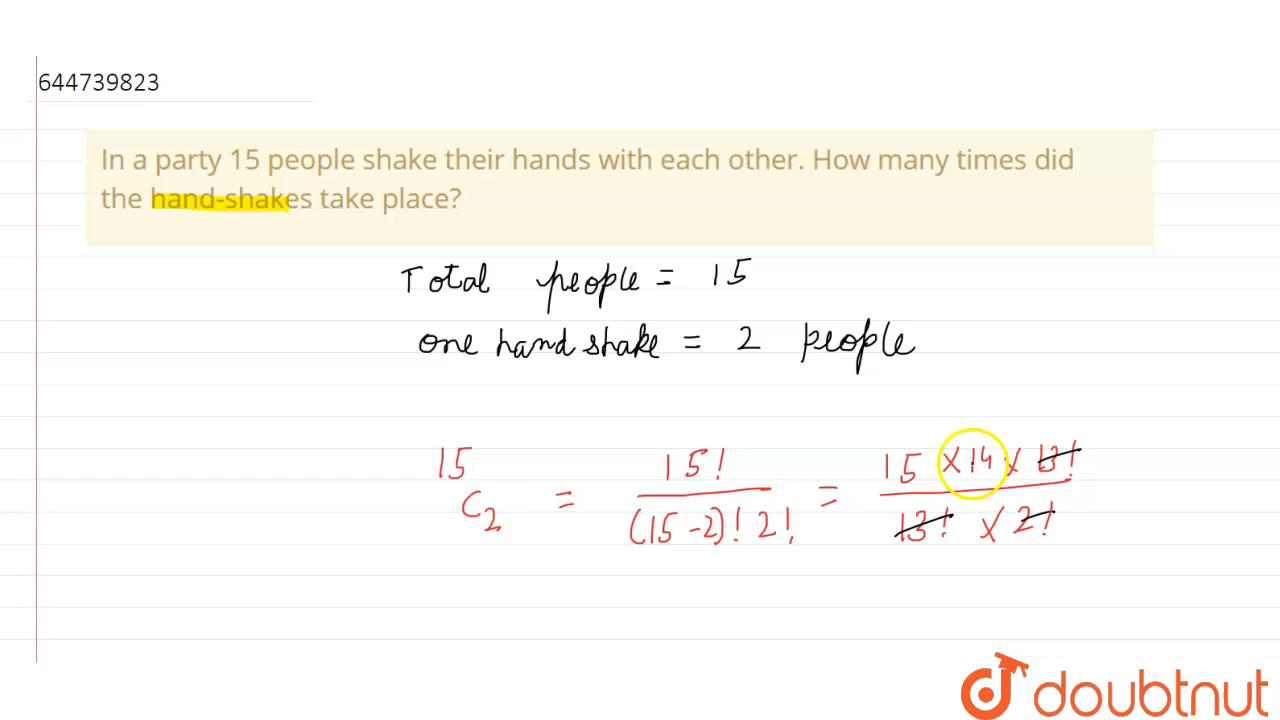 644739823
In a party 15 people shake their hands with each other. How many times did
the hand-shakes take place?
Total people = 15
one hand shake = 2 people
15 C2 = 15! / (15-2)! 2! = 15 × 14 × 13! / 13! × 2!
doubtnut